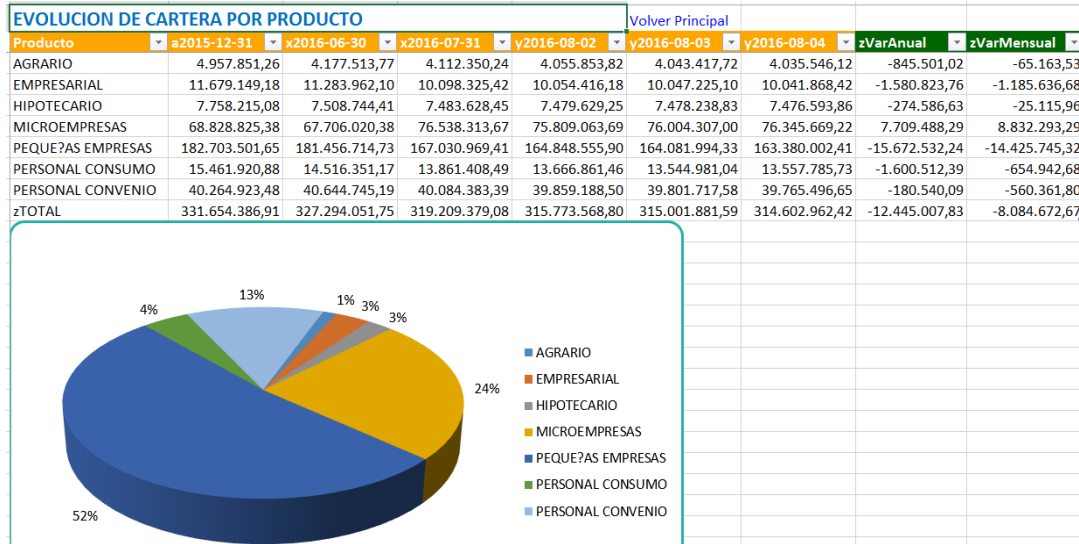 EVOLUCION DE CARTERA POR PRODUCTO Volver Principal
Producto a2015-12-31 x2016-06-30 x2016-07-31 y2016-08-02 y2016-08-03 y2016-08-04 zVarAnual zVarMensual
AGRARIO 4.957.851,26 4.177.513,77 4.112.350,24 4.055.853,82 4.043.417,72 4.035.546,12 -845.501,02 -65.163,53
EMPRESARIAL 11.679.149,18 11.283.962,10 10.098.325,42 10.054.416,18 10.047.225,10 10.041.868,42 -1.580.823,76 -1.185.636,68
HIPOTECARIO 7.758.215,08 7.508.744,41 7.483.628,45 7.479.629,25 7.478.238,83 7.476.593,86 -274.586,63 -25.115,96
MICROEMPRESAS 68.828.825,38 67.706.020,38 76.538.313,67 75.809.063,69 76.004.307,00 76.345.669,22 7.709.488,29 8.832.293,29
PEQUE?AS EMPRESAS 182.703.501,65 181.456.714,73 167.030.969,41 164.848.555,90 164.081.994,33 163.380.002,41 -15.672.532,24 -14.425.745,32
PERSONAL CONSUMO 15.461.920,88 14.516.351,17 13.861.408,49 13.666.861,46 13.544.981,04 13.557.785,73 -1.600.512,39 -654.942,68
PERSONAL CONVENIO 40.264.923,48 40.644.745,19 40.084.383,39 39.859.188,50 39.801.717,58 39.765.496,65 -180.540,09 -560.361,80
zTOTAL 331.654.386,91 327.294.051,75 319.209.379,08 315.773.568,80 315.001.881,59 314.602.962,42 -12.445.007,83 -8.084.672,67
13%
1%
3%
4%
3%
24%
52%
AGRARIO
EMPRESARIAL
HIPOTECARIO
MICROEMPRESAS
PEQUE?AS EMPRESAS
PERSONAL CONSUMO
PERSONAL CONVENIO